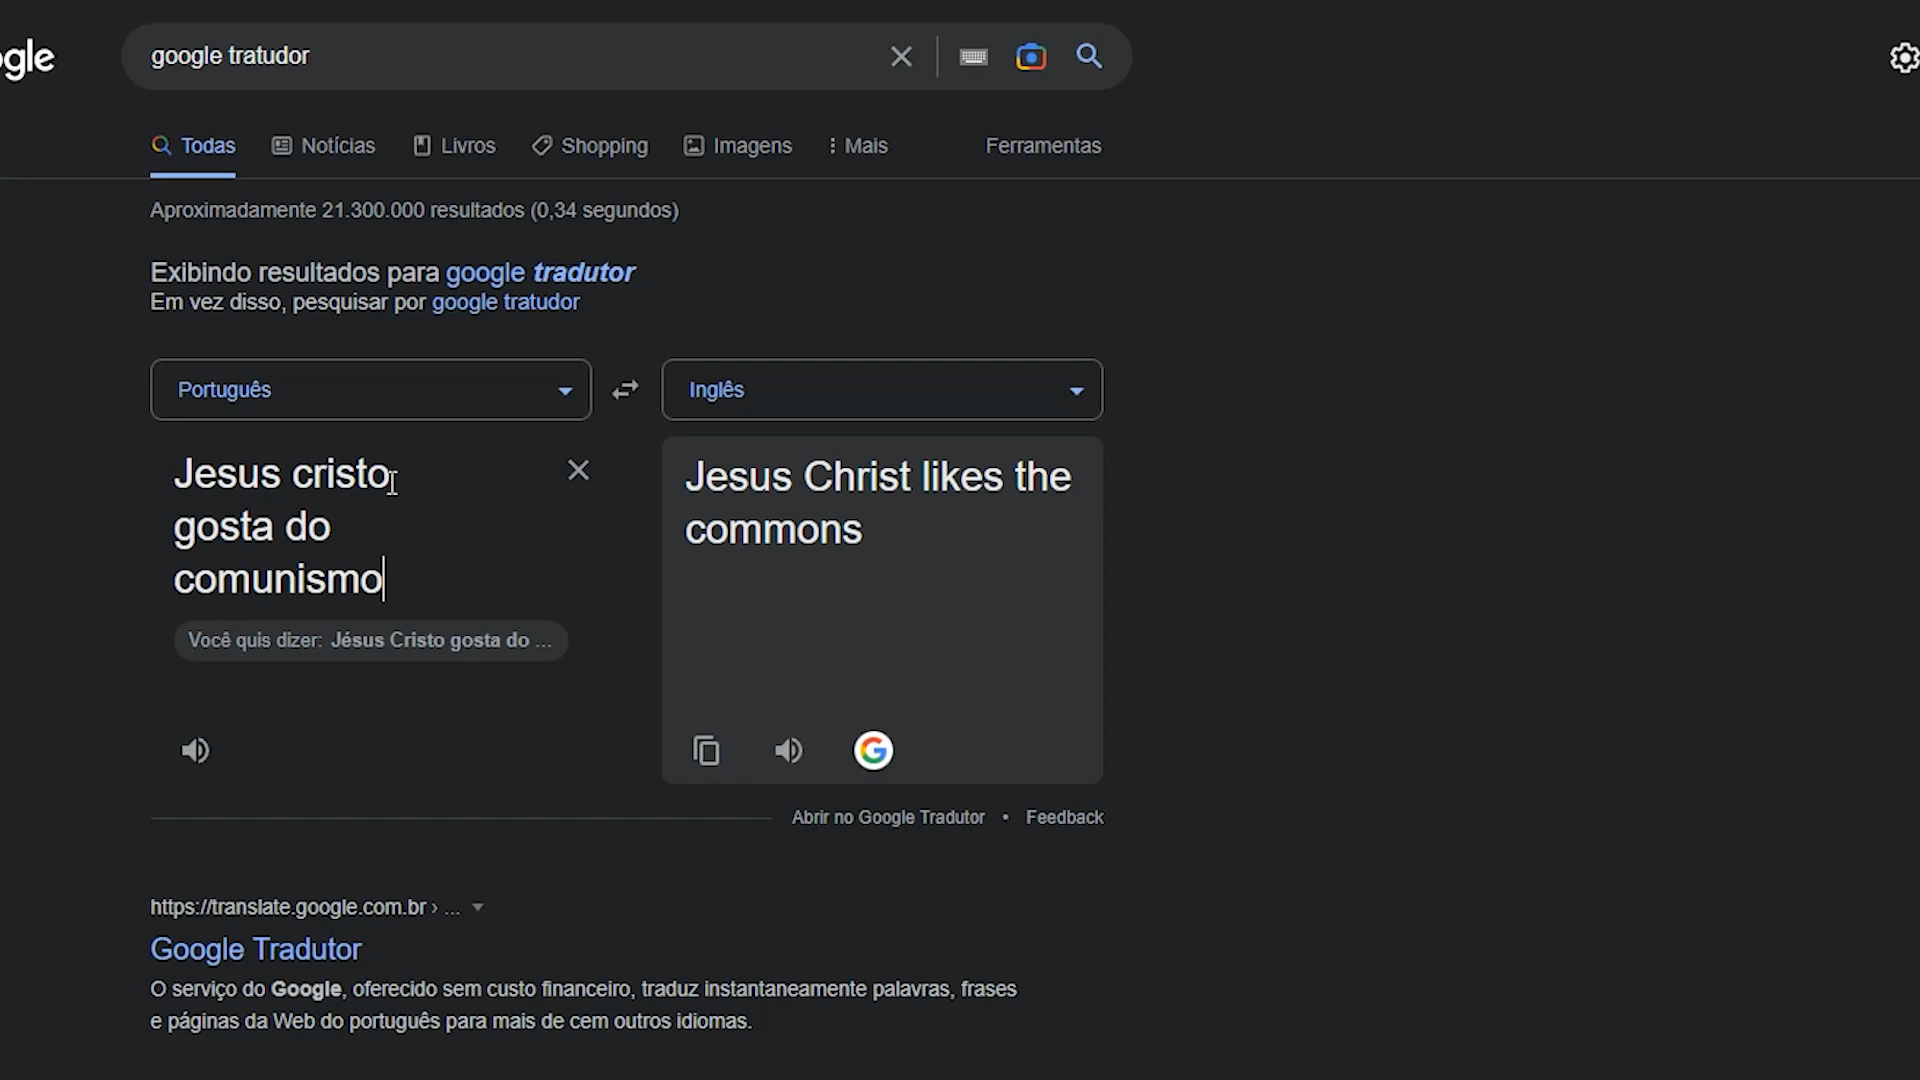 gle
google tratudor
Todas Notícias Livros Shopping Imagens Mais Ferramentas
Aproximadamente 21.300.000 resultados (0,34 segundos)
Exibindo resultados para google tradutor
Em vez disso, pesquisar por google tratudor
Português Inglês
Jesus cristo
gosta do
comunismo
Você quis dizer: Jésus Cristo gosta do ...
Jesus Christ likes the
commons
G
Abrir no Google Tradutor • Feedback
https://translate.google.com.br › ...
Google Tradutor
O serviço do Google, oferecido sem custo financeiro, traduz instantaneamente palavras, frases
e páginas da Web do português para mais de cem outros idiomas.